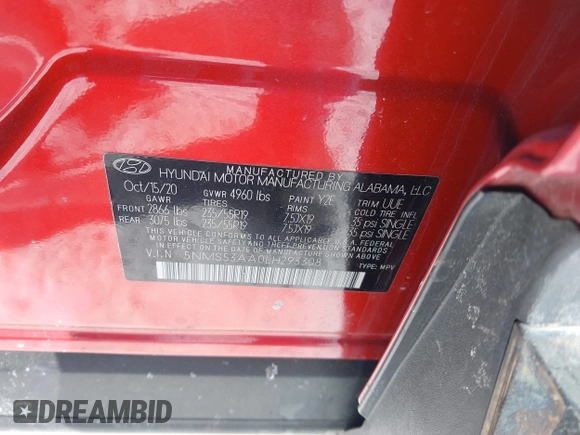 MANUFACTURED BY
HYUNDAI MOTOR MANUFACTURING ALABAMA, LLC
Oct/15/20 GVWR 4960 lbs PAINT Y2E TRIM UUE
GAWR TIRES RIMS COLD TIRE INFL.
FRONT 2866 lbs 235/55R19 7.5JX19 35 psi SINGLE
REAR 3075 lbs 235/55R19 7.5JX19 35 psi SINGLE
THIS VEHICLE CONFORMS TO ALL APPLICABLE U.S. FEDERAL MOTOR
VEHICLE SAFETY AND THEFT PREVENTION STANDARDS
IN EFFECT ON THE DATE OF MANUFACTURE SHOWN ABOVE.
V.I.N 5NMS53AA0LH298308 TYPE: MPV
DREAMBID